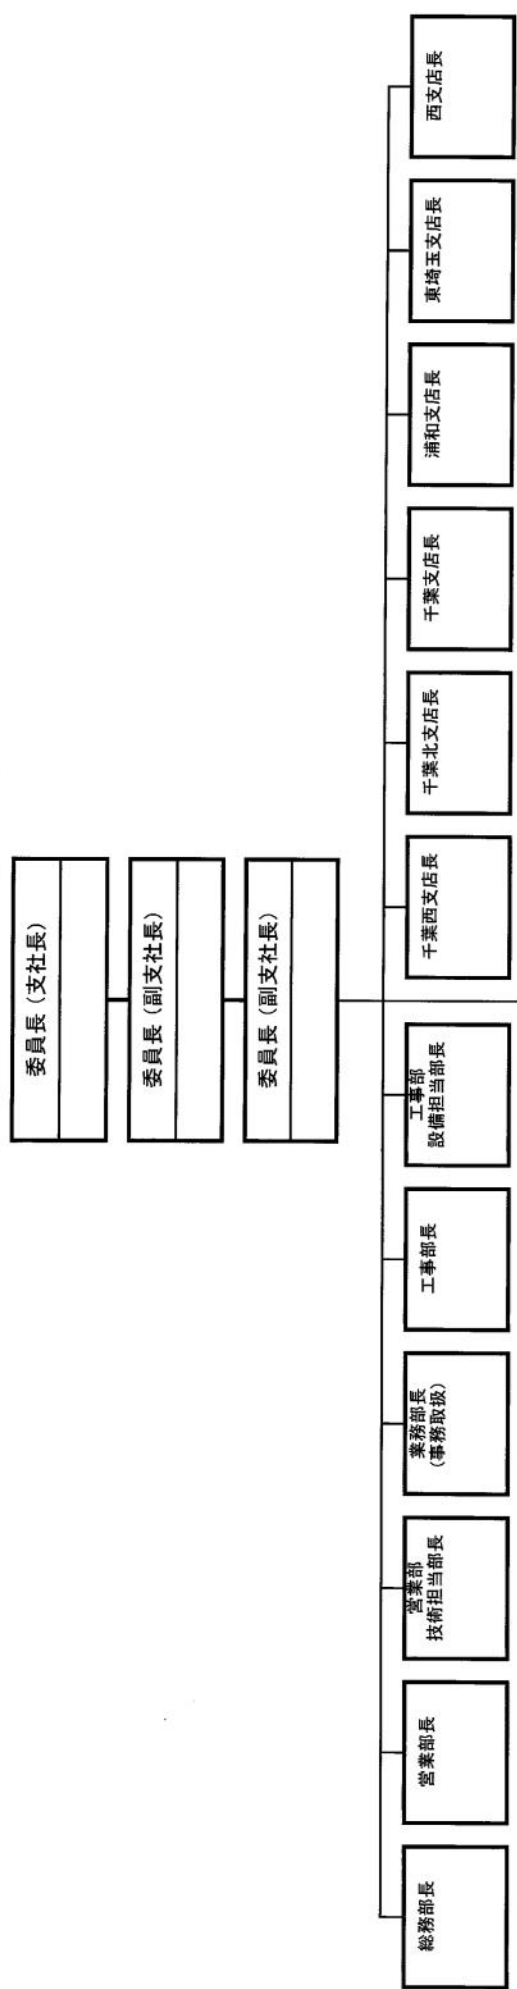 委員長（支社長）
委員長（副支社長）
委員長（副支社長）
総務部長
営業部長
営業部
技術担当部長
業務部長
（事務取扱）
工事部長
工事部
設備担当部長
千葉西支店長
千葉北支店長
千葉支店長
浦和支店長
東埼玉支店長
西支店長